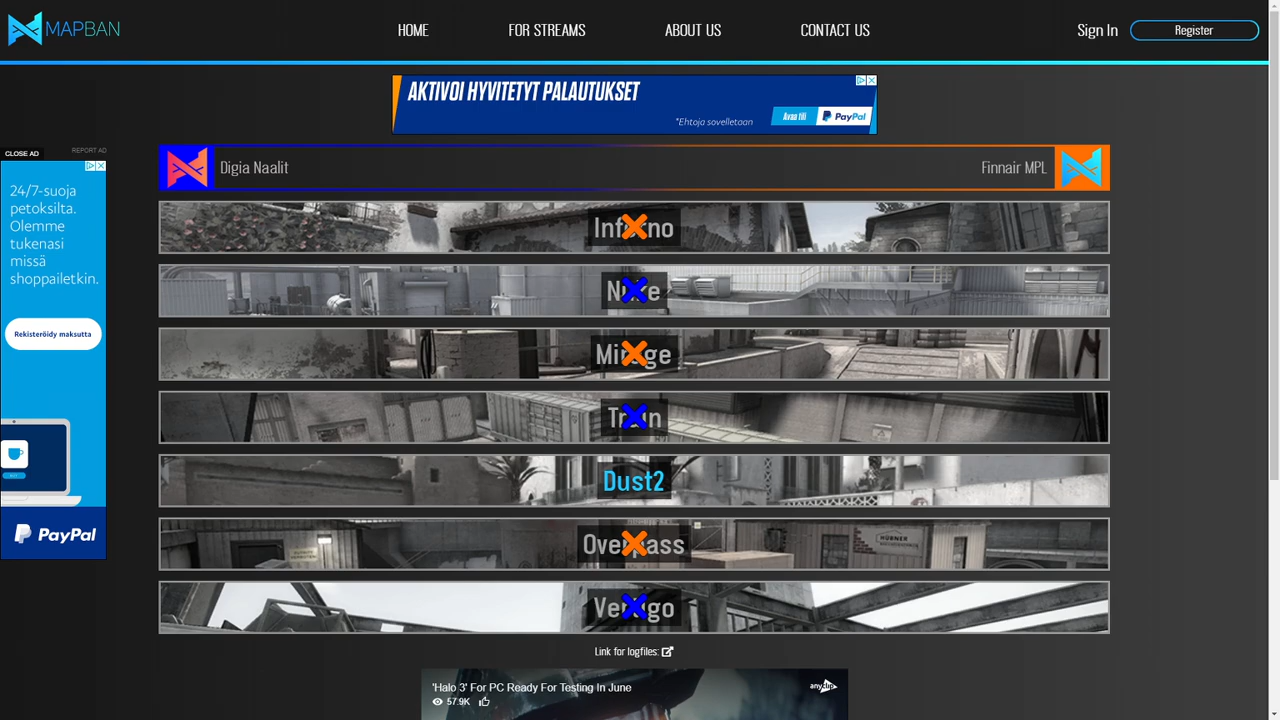 MAPBAN
HOME
FOR STREAMS
ABOUT US
CONTACT US
Sign In
Register
AKTIVOI HYVITETYT PALAUTUKSET
*Ehtoja sovelletaan
Avaa tili
PayPal
CLOSE AD
REPORT AD
24/7-suoja
petoksilta.
Olemme
tukenasi
missä
shoppailetkin.
Rekisteröidy maksutta
PayPal
Digia Naalit
Finnair MPL
Inferno
Nuke
Mirage
Train
Dust2
Overpass
HÜBNER
Vertigo
Link for logfiles:
'Halo 3' For PC Ready For Testing In June
57.9K
anyclip